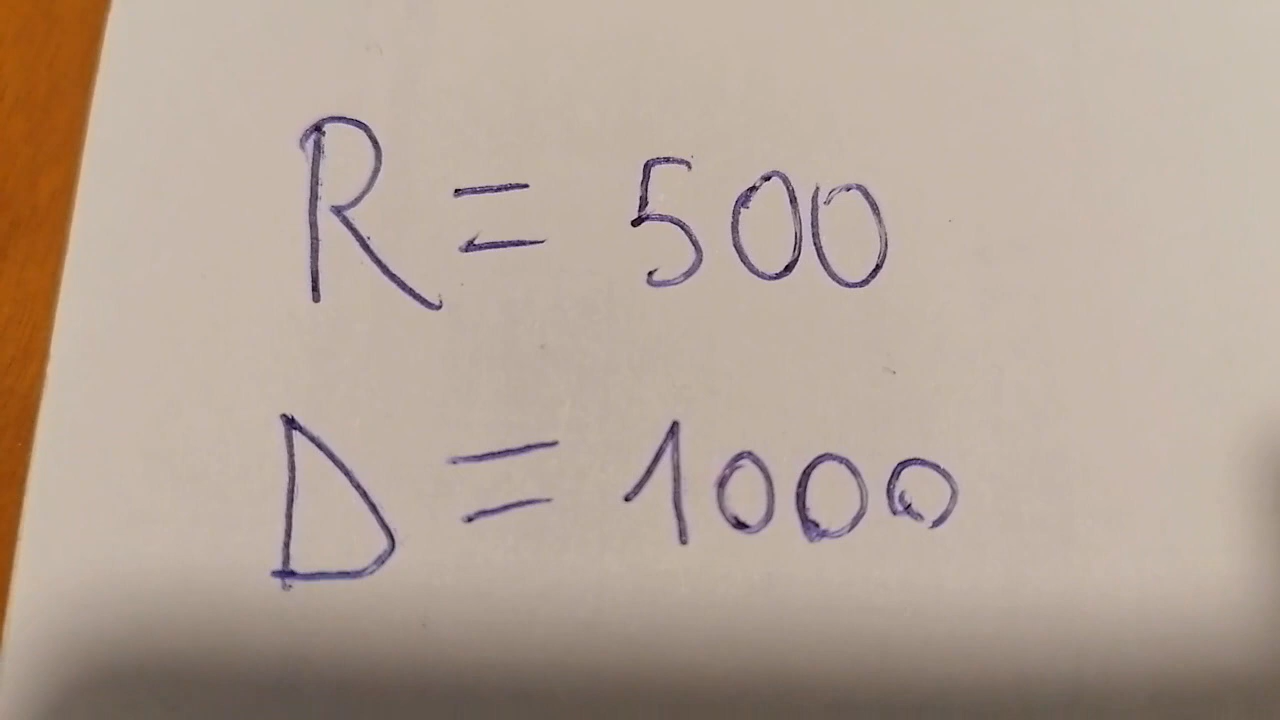 R = 500
D = 1000